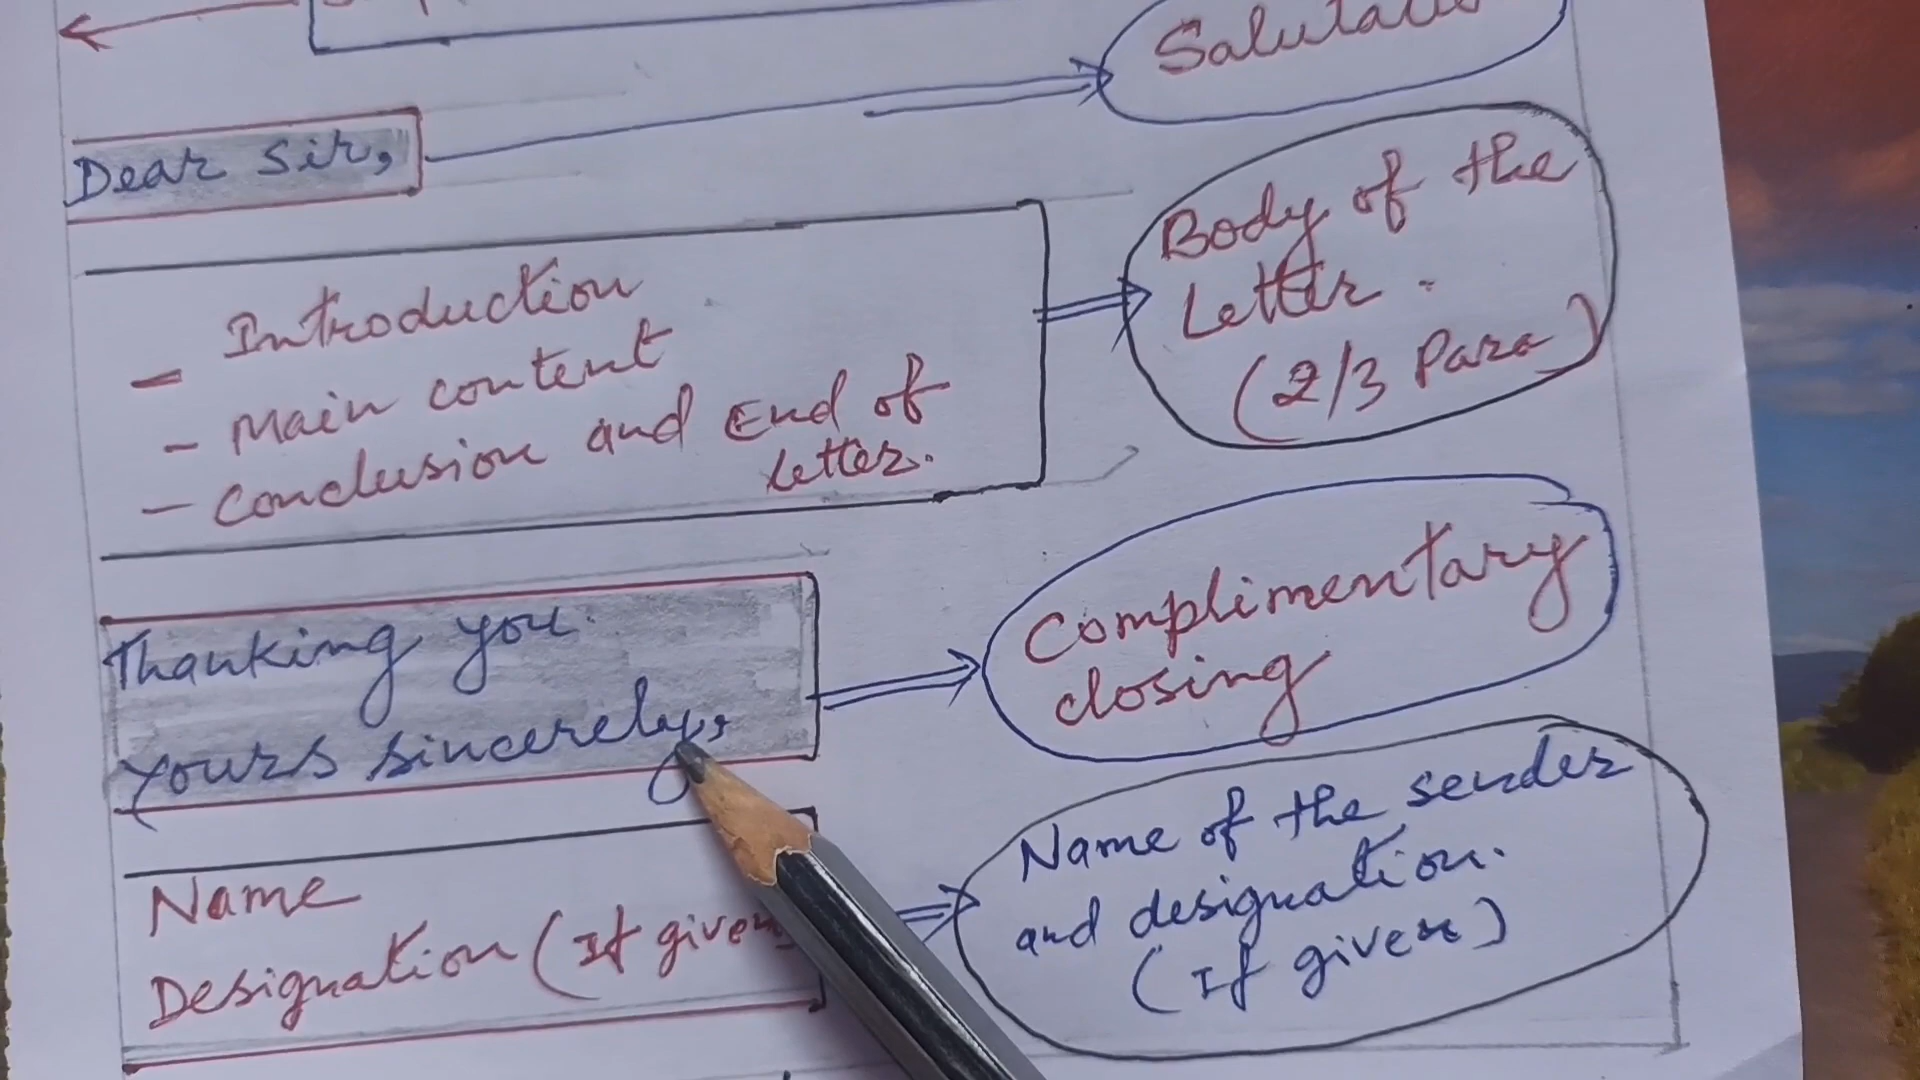 Dear Sir,
- Introduction
- Main content
- Conclusion and End of
letter.
Body of the
Letter.
(2/3 Para)
Thanking you.
Yours sincerely,
Complimentary
closing
Name
Designation (If given)
Name of the sender
and designation.
(If given)